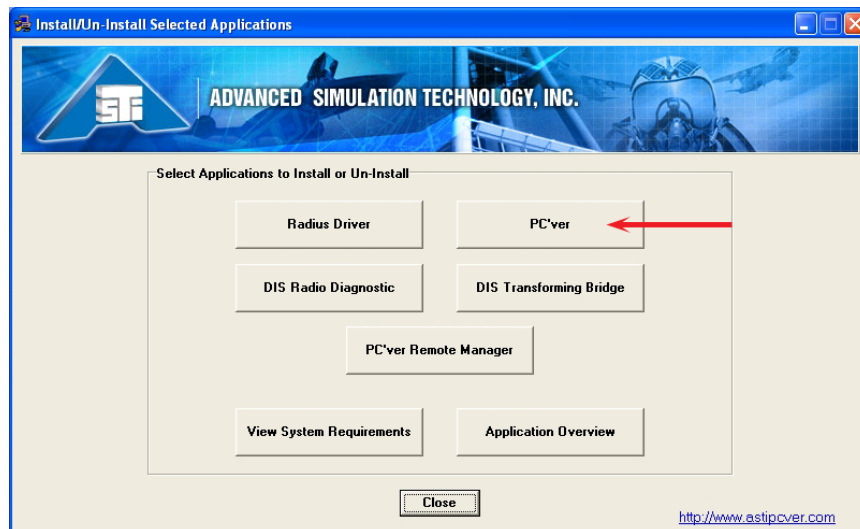 Install/Un-Install Selected Applications
STi
ADVANCED SIMULATION TECHNOLOGY, INC.
Select Applications to Install or Un-Install
Radius Driver
PC'ver
DIS Radio Diagnostic
DIS Transforming Bridge
PC'ver Remote Manager
View System Requirements
Application Overview
Close
http://www.astipcver.com